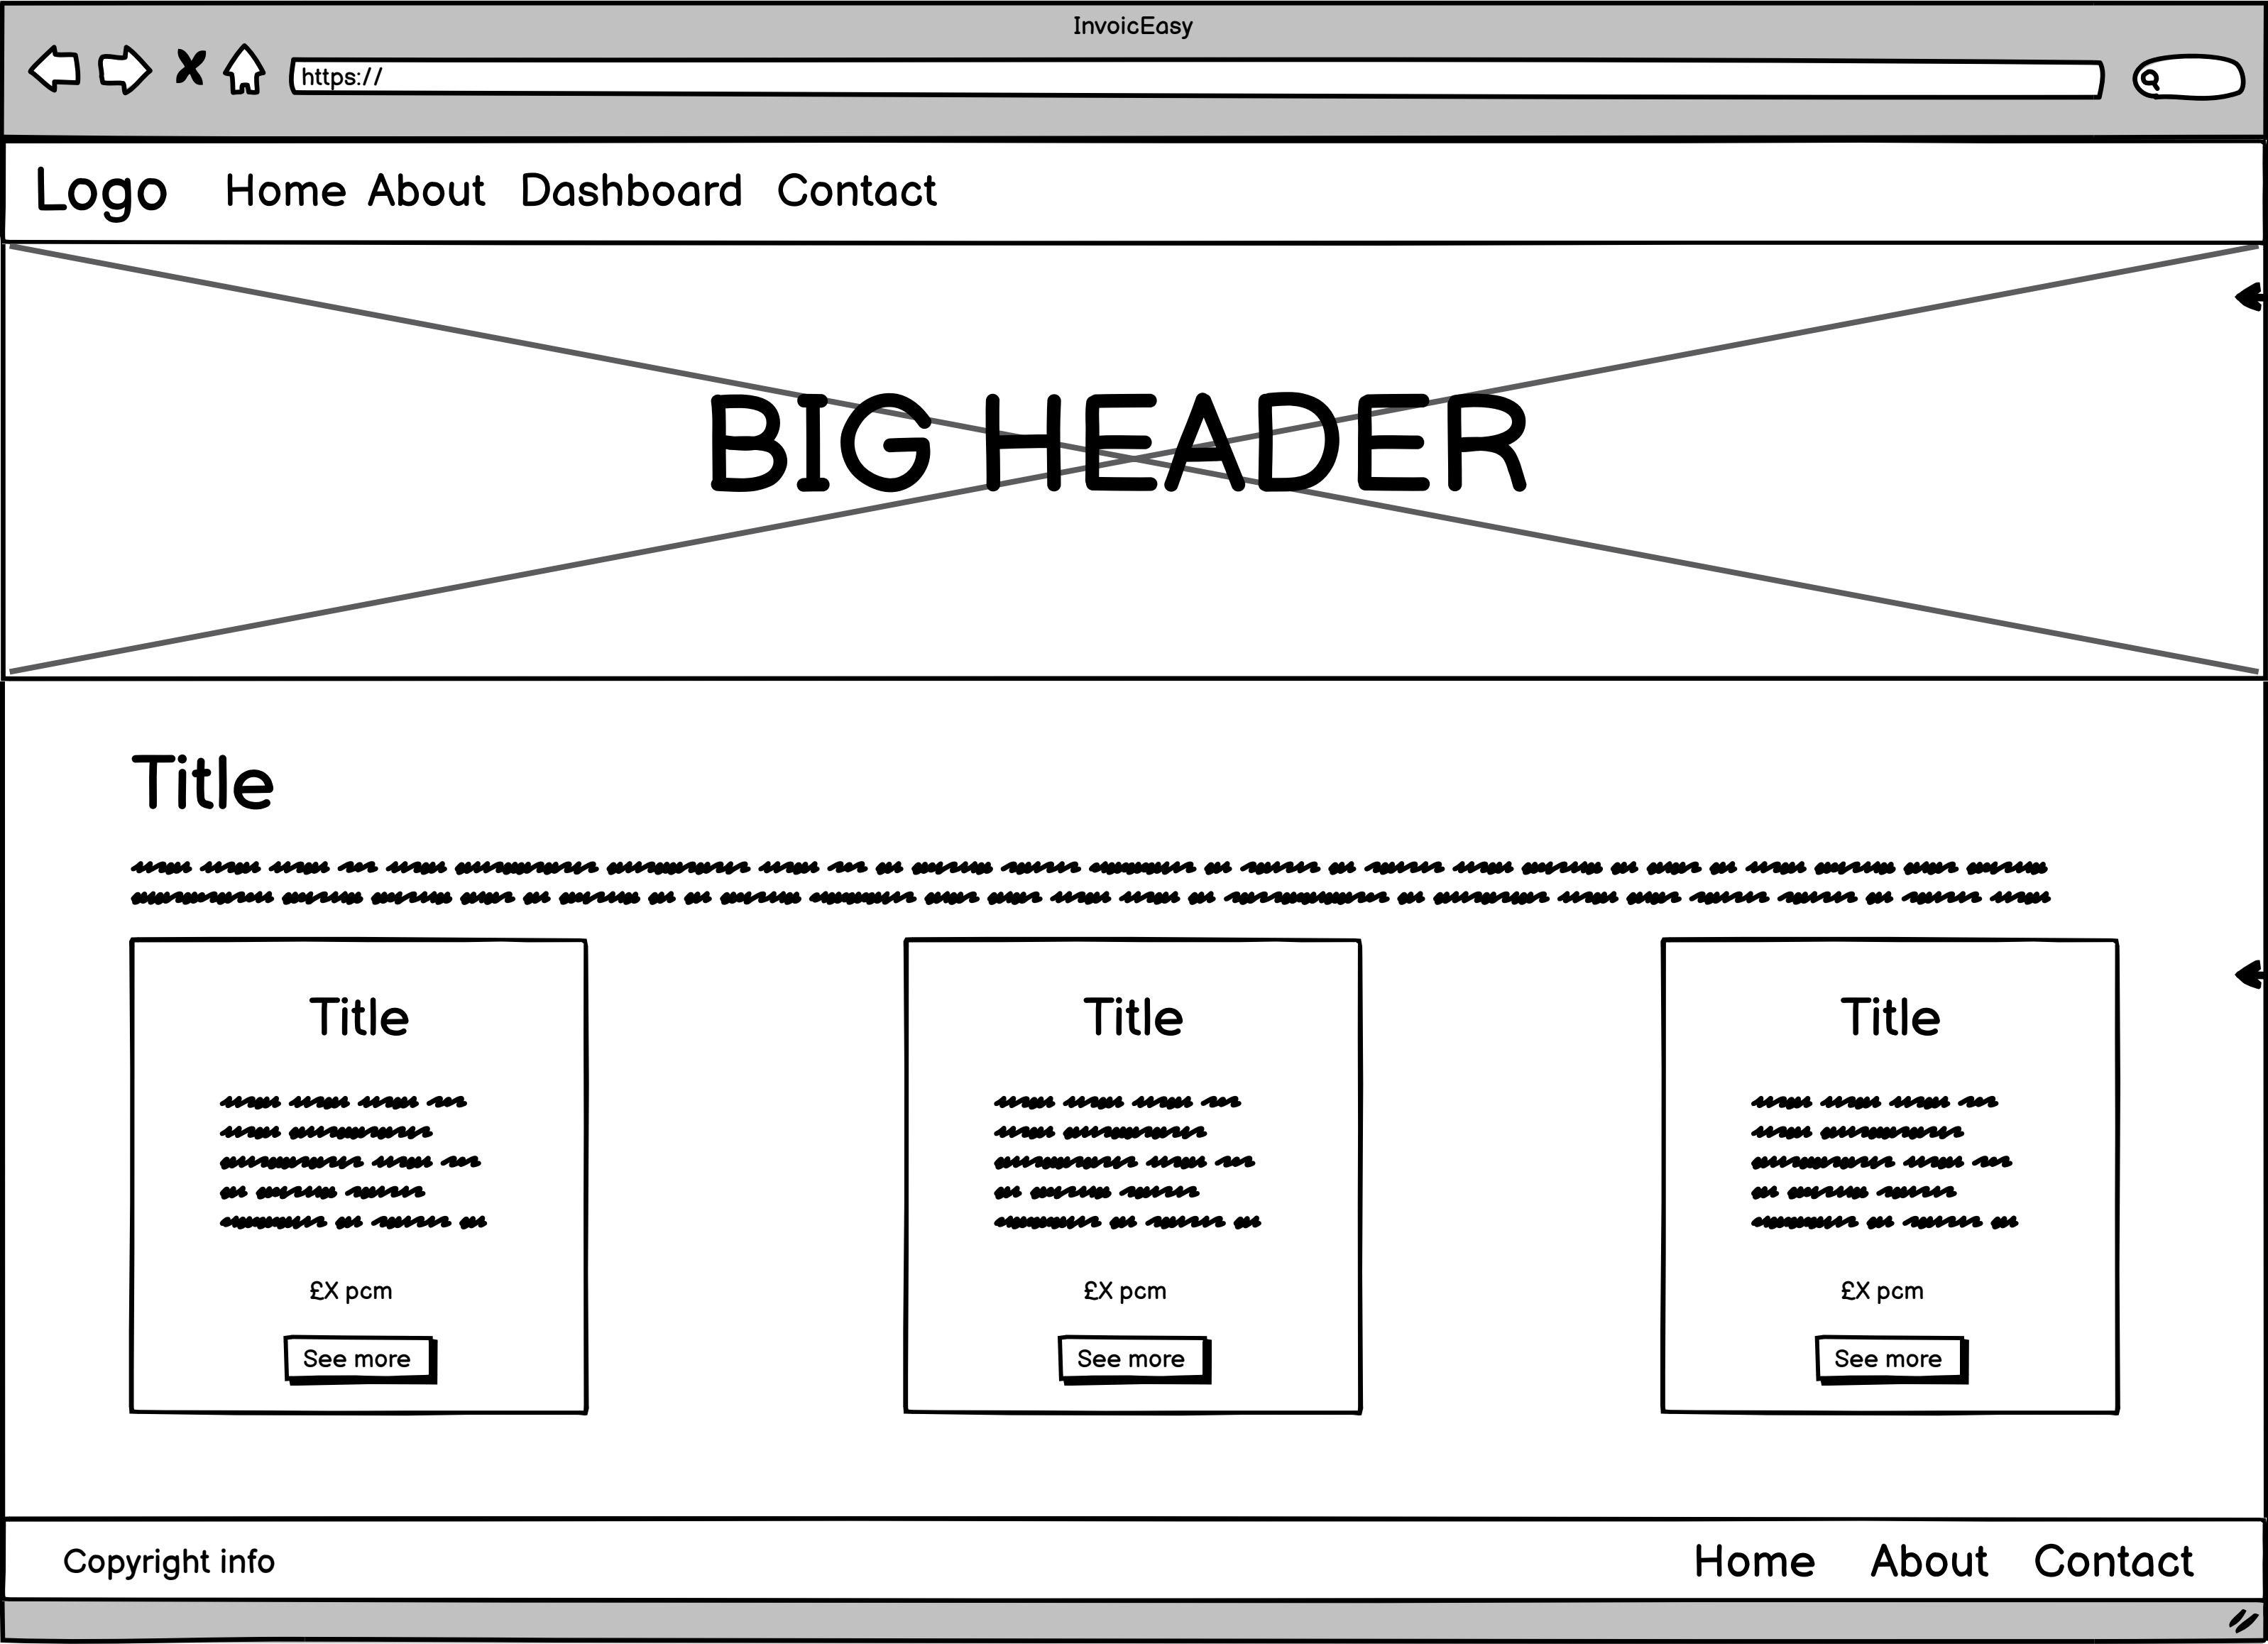 InvoicEasy
https://
Logo Home About Dashboard Contact
BIG HEADER
Title
Title Title Title
£X pcm £X pcm £X pcm
See more See more See more
Copyright info Home About Contact